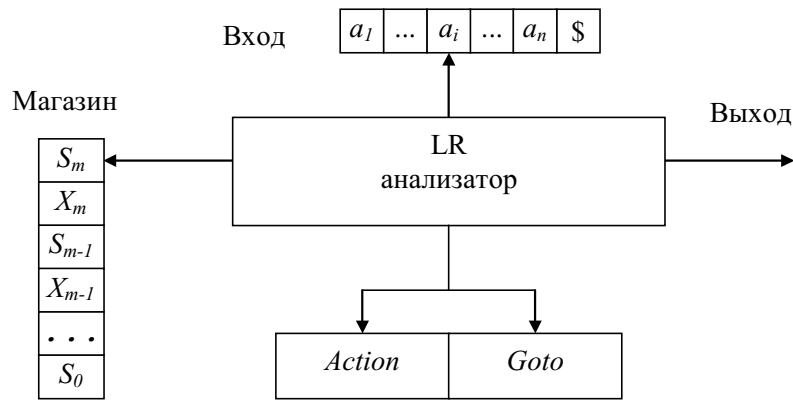 Вход
a1 ... ai ... an $
Магазин
LR
анализатор
Выход
Sm
Xm
Sm-1
Xm-1
. . .
S0
Action Goto